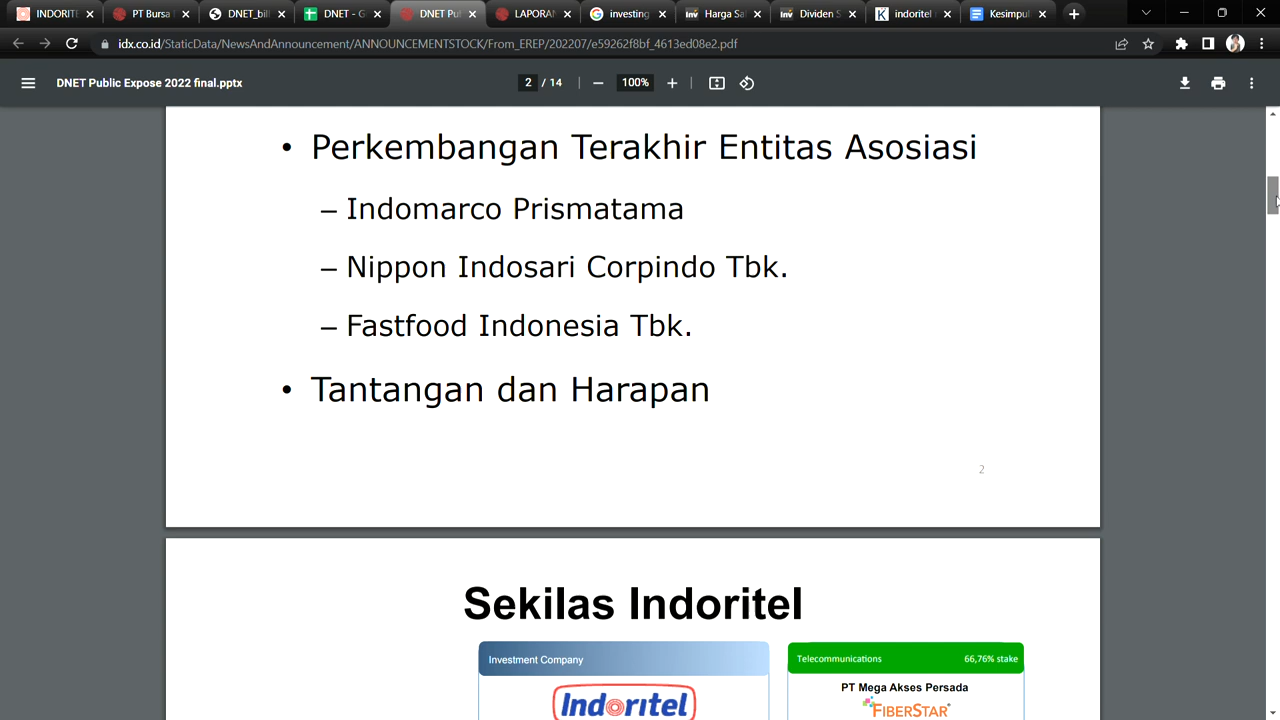 INDORITE
PT Bursa
DNET_bil
DNET - G
DNET Pu
LAPORAN
investing
Harga Sa
Dividen S
indoritel
Kesimpul
idx.co.id/StaticData/NewsAndAnnouncement/ANNOUNCEMENTSTOCK/From_EREP/202207/e59262f8bf_4613ed08e2.pdf
DNET Public Expose 2022 final.pptx
2 / 14
100%
• Perkembangan Terakhir Entitas Asosiasi
– Indomarco Prismatama
– Nippon Indosari Corpindo Tbk.
– Fastfood Indonesia Tbk.
• Tantangan dan Harapan
2
Sekilas Indoritel
Investment Company
Indoritel
Telecommunications 66,76% stake
PT Mega Akses Persada
FIBERSTAR